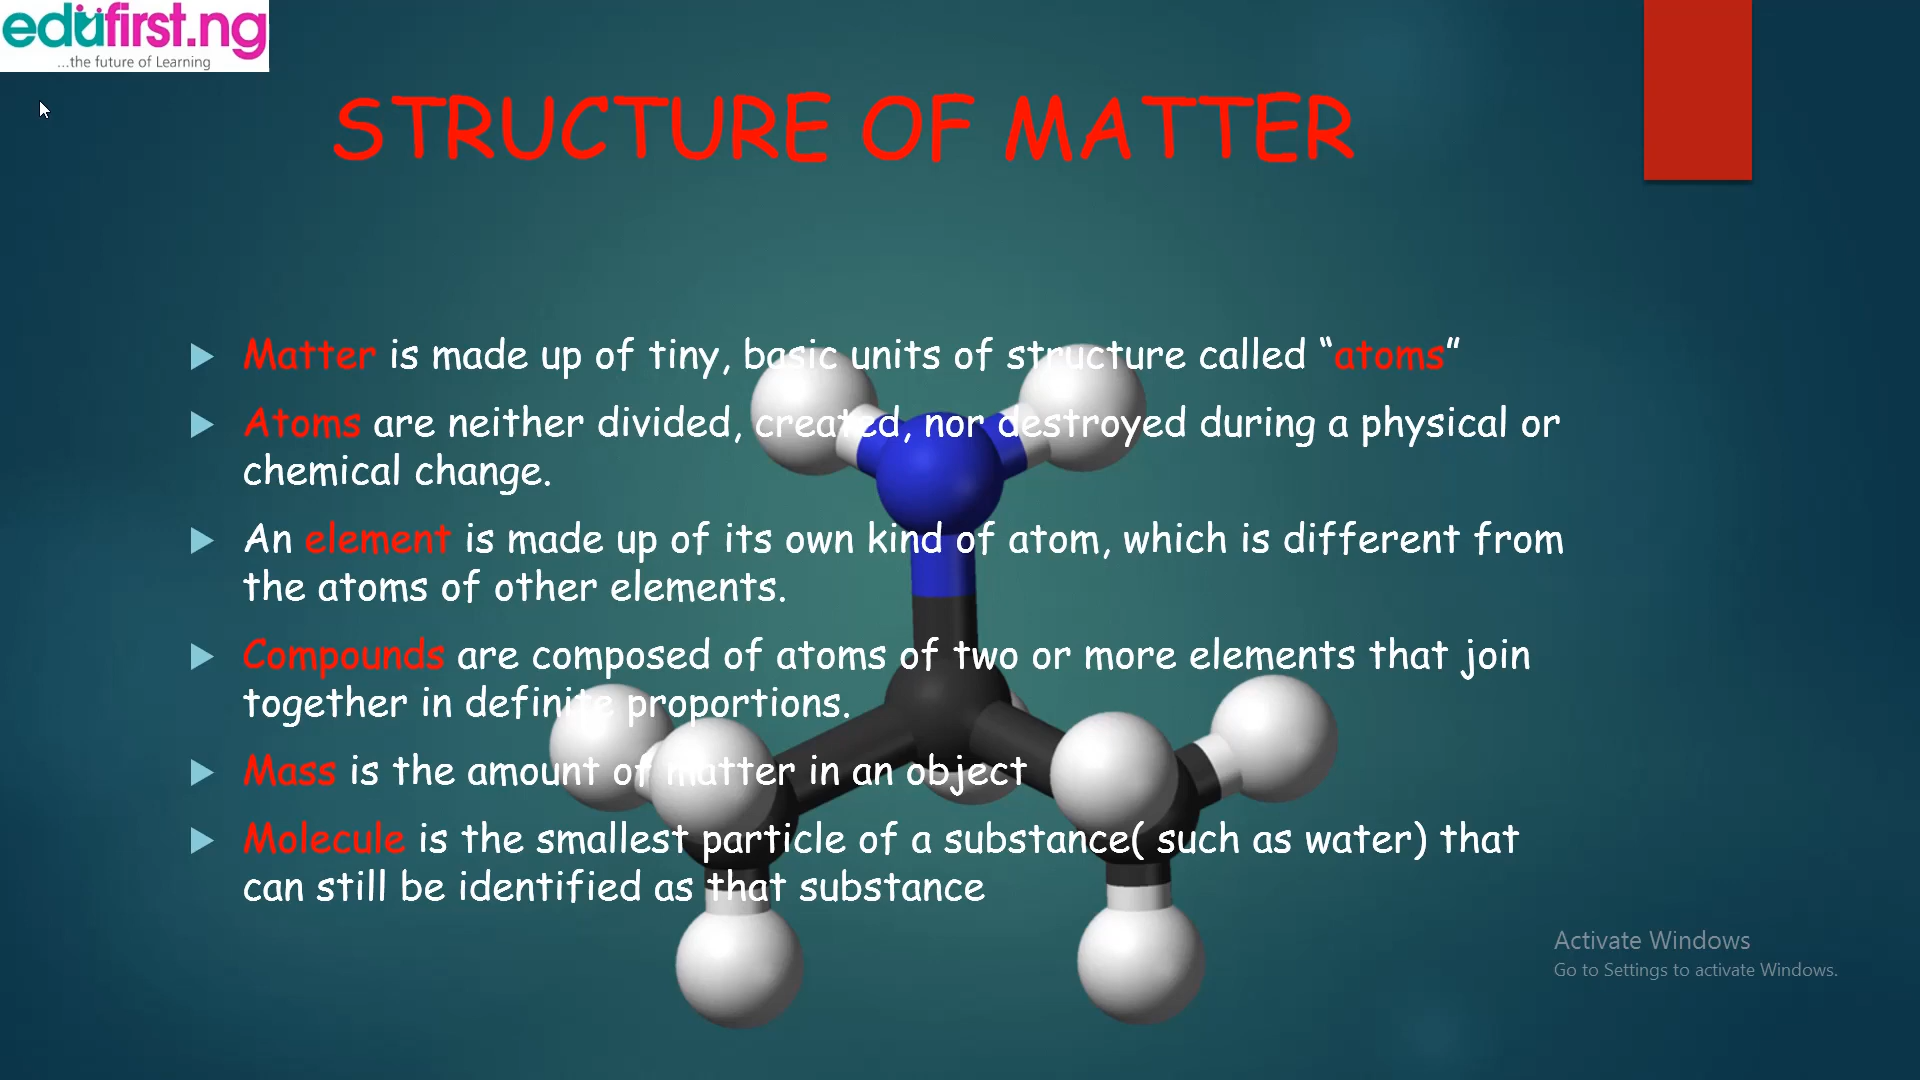 edufirst.ng
...the future of Learning
STRUCTURE OF MATTER
Matter is made up of tiny, basic units of structure called “atoms”
Atoms are neither divided, created, nor destroyed during a physical or
chemical change.
An element is made up of its own kind of atom, which is different from
the atoms of other elements.
Compounds are composed of atoms of two or more elements that join
together in definite proportions.
Mass is the amount of matter in an object
Molecule is the smallest particle of a substance( such as water) that
can still be identified as that substance
Activate Windows
Go to Settings to activate Windows.